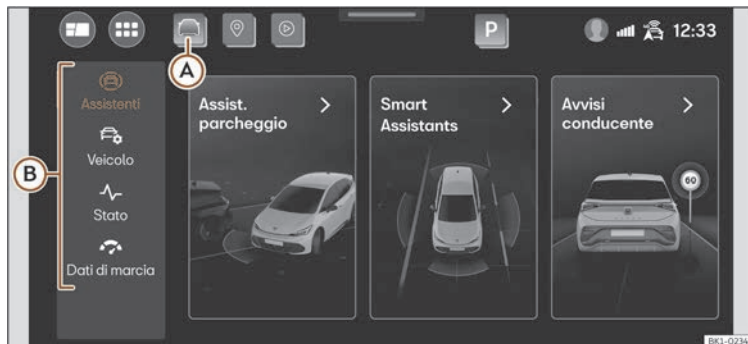 P
12:33
A
B
Assistenti
Veicolo
Stato
Dati di marcia
Assist.
parcheggio
Smart
Assistants
Avvisi
conducente
60
BK1-0234